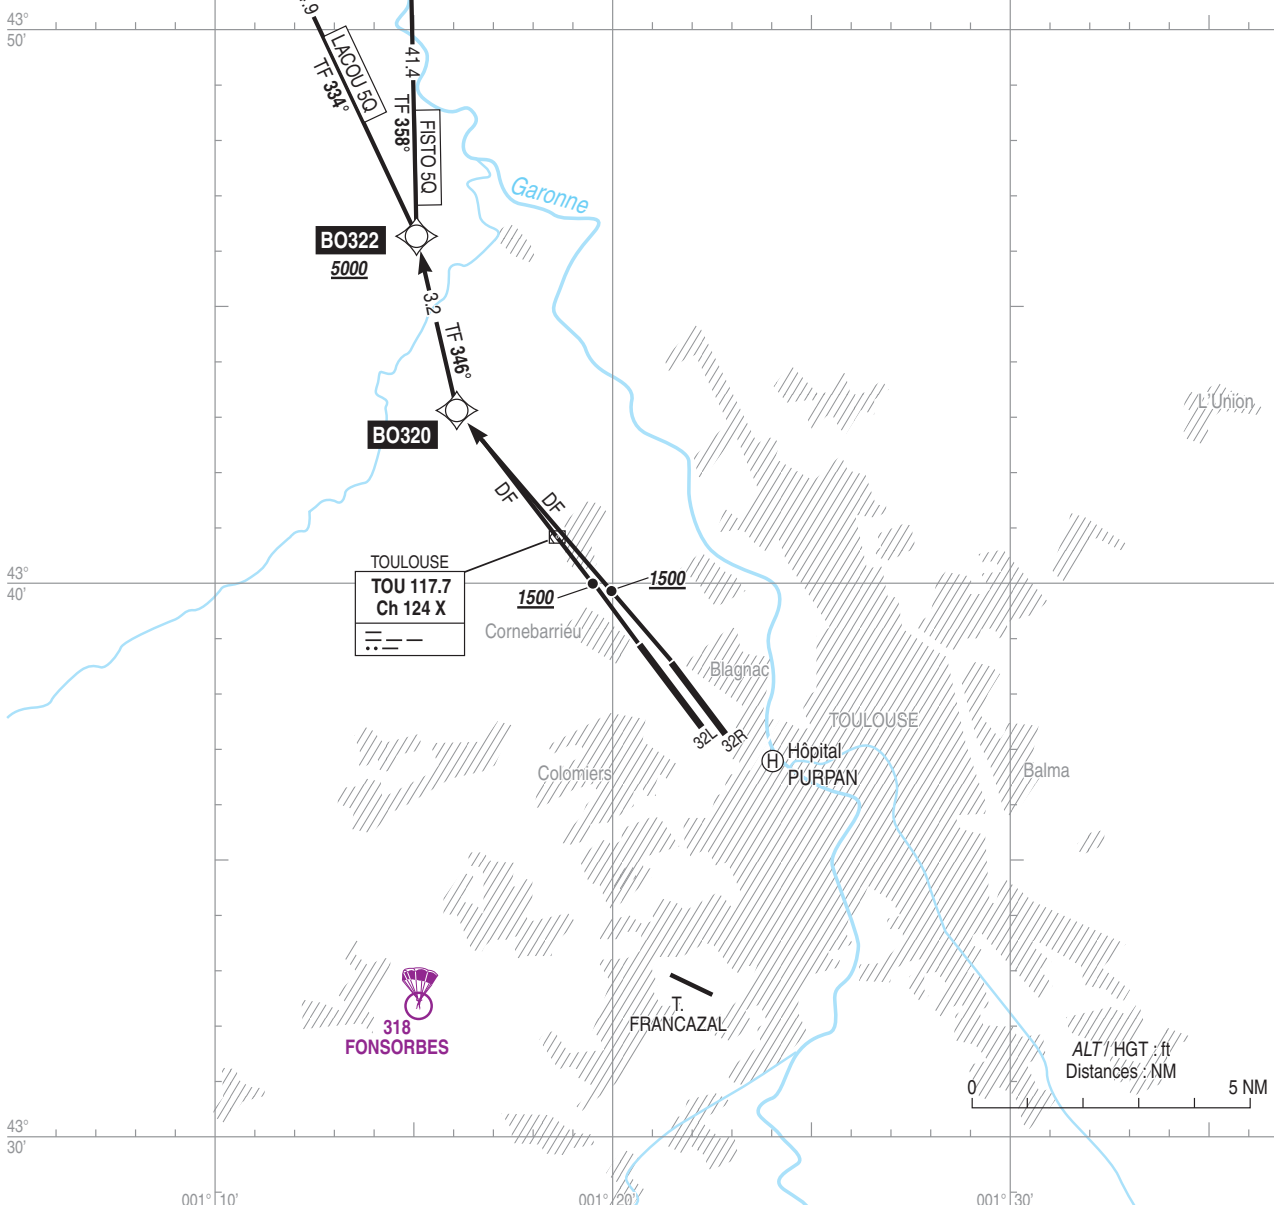 43°
50'
.9
LACOU 5Q
TF 334°
41.4
TF 358°
FISTO 5Q
Garonne
BO322
5000
3.2
TF 346°
BO320
L'Union
DF
DF
TOULOUSE
TOU 117.7
Ch 124 X
43°
40'
1500
1500
Cornebarrieu
Blagnac
TOULOUSE
32L
32R
H
Hôpital
PURPAN
Colomiers
Balma
318
FONSORBES
T.
FRANCAZAL
ALT / HGT : ft
Distances : NM
0
5 NM
43°
30'
001° 10'
001° 20'
001° 30'